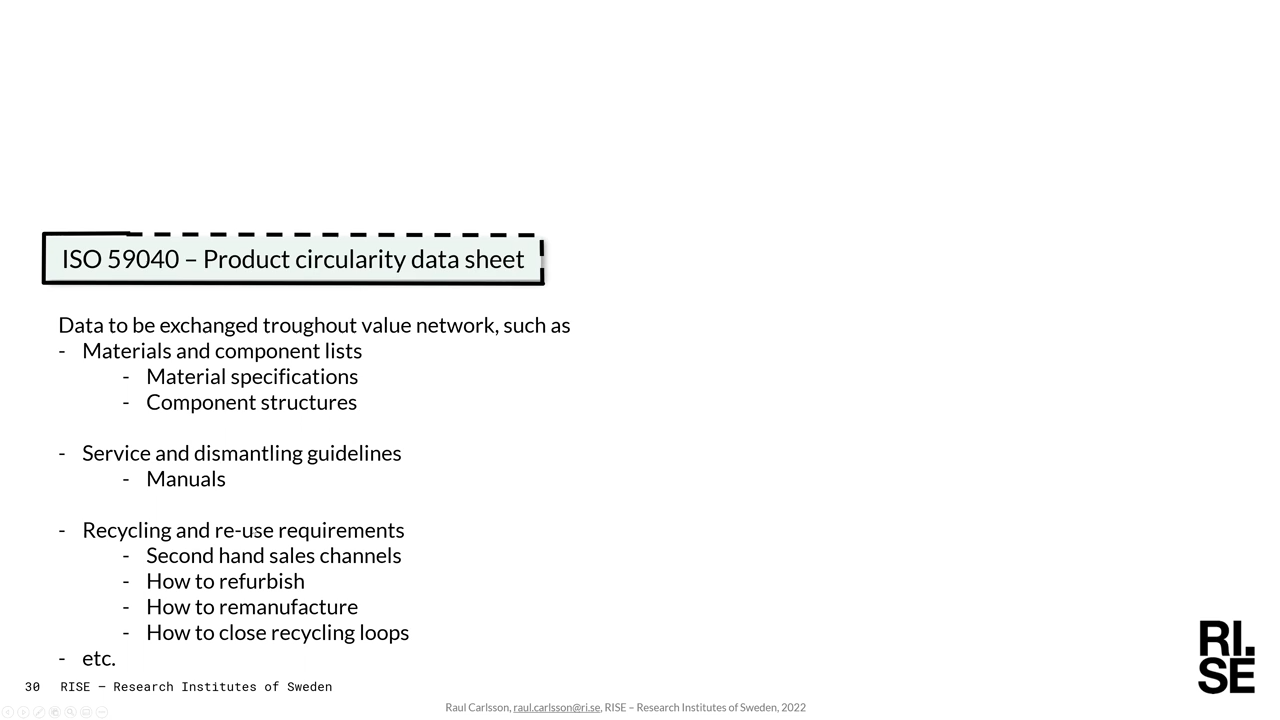 ISO 59040 – Product circularity data sheet
Data to be exchanged troughout value network, such as
- Materials and component lists
- Material specifications
- Component structures
- Service and dismantling guidelines
- Manuals
- Recycling and re-use requirements
- Second hand sales channels
- How to refurbish
- How to remanufacture
- How to close recycling loops
- etc.
RI.
SE
30 RISE — Research Institutes of Sweden
Raul Carlsson, raul.carlsson@ri.se, RISE – Research Institutes of Sweden, 2022